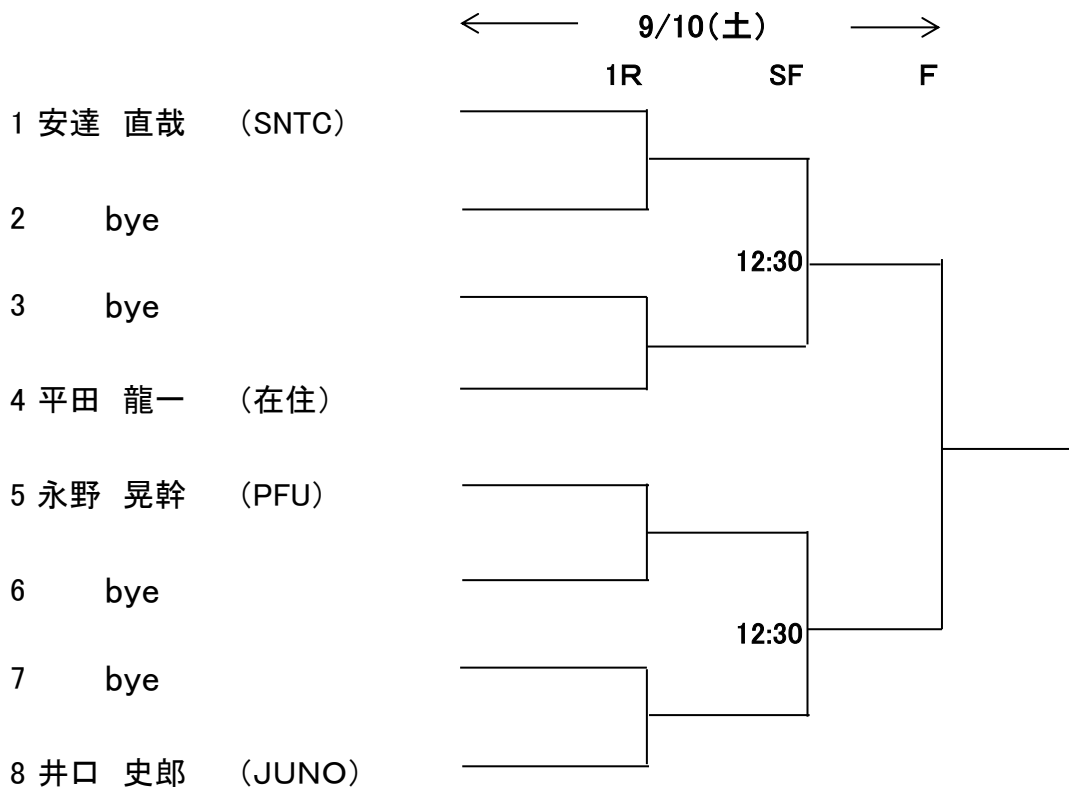 9/10(土)
1R SF F
1 安達 直哉 (SNTC)
2 bye
12:30
3 bye
4 平田 龍一 (在住)
5 永野 晃幹 (PFU)
6 bye
12:30
7 bye
8 井口 史郎 (JUNO)